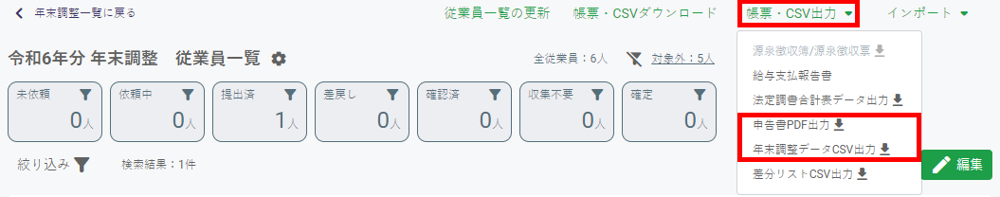 年末調整一覧に戻る
従業員一覧の更新 帳票・CSVダウンロード 帳票・CSV出力 インポート
令和6年分 年末調整 従業員一覧
全従業員：6人 対象外：5人
未依頼 0人
依頼中 0人
提出済 1人
差戻し 0人
確認済 0人
収集不要 0人
確定 0人
絞り込み 検索結果：1件
源泉徴収簿/源泉徴収票
給与支払報告書
法定調書合計表データ出力
申告書PDF出力
年末調整データCSV出力
差分リストCSV出力
編集